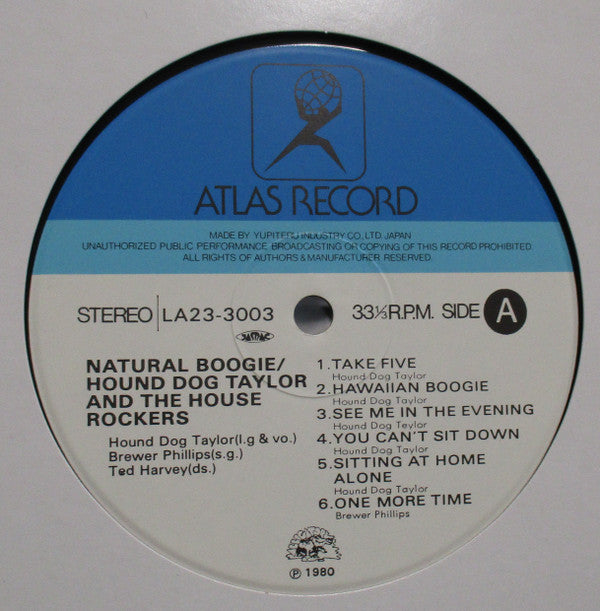 ATLAS RECORD
MADE BY YUPITERU INDUSTRY CO., LTD. JAPAN
UNAUTHORIZED PUBLIC PERFORMANCE, BROADCASTING OR COPYING OF THIS RECORD PROHIBITED.
ALL RIGHTS OF AUTHORS & MANUFACTURER RESERVED.
STEREO LA23-3003
33⅓R.P.M. SIDE A
JASRAC
NATURAL BOOGIE/
HOUND DOG TAYLOR
AND THE HOUSE
ROCKERS
Hound Dog Taylor(l.g & vo.)
Brewer Phillips(s.g.)
Ted Harvey(ds.)
1.TAKE FIVE
Hound Dog Taylor
2.HAWAIIAN BOOGIE
Hound Dog Taylor
3.SEE ME IN THE EVENING
Hound Dog Teylor
4.YOU CAN'T SIT DOWN
Hound Dog Taylor
5.SITTING AT HOME
ALONE
Hound Dog Taylor
6.ONE MORE TIME
Brewer Phillips
℗ 1980